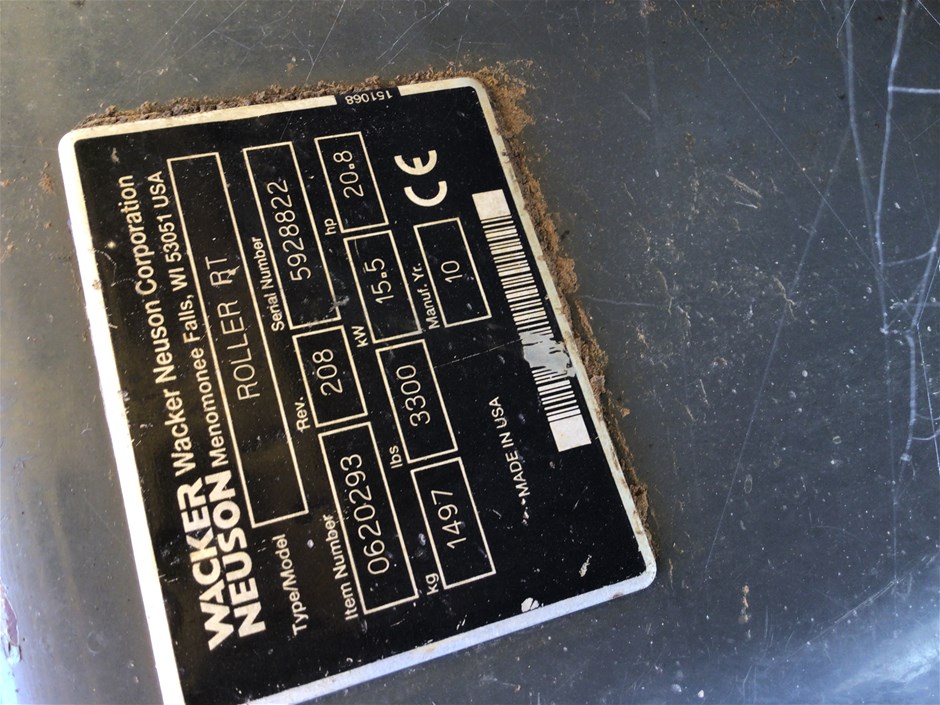 151068
WACKER Wacker Neuson Corporation
NEUSON Menomonee Falls, WI 53051 USA
Type/Model
ROLLER RT
Item Number Rev. Serial Number
0620293 208 5928822
kg lbs kW hp
1497 3300 15.5 20.8
Manuf. Yr.
10
CE
*MADE IN USA